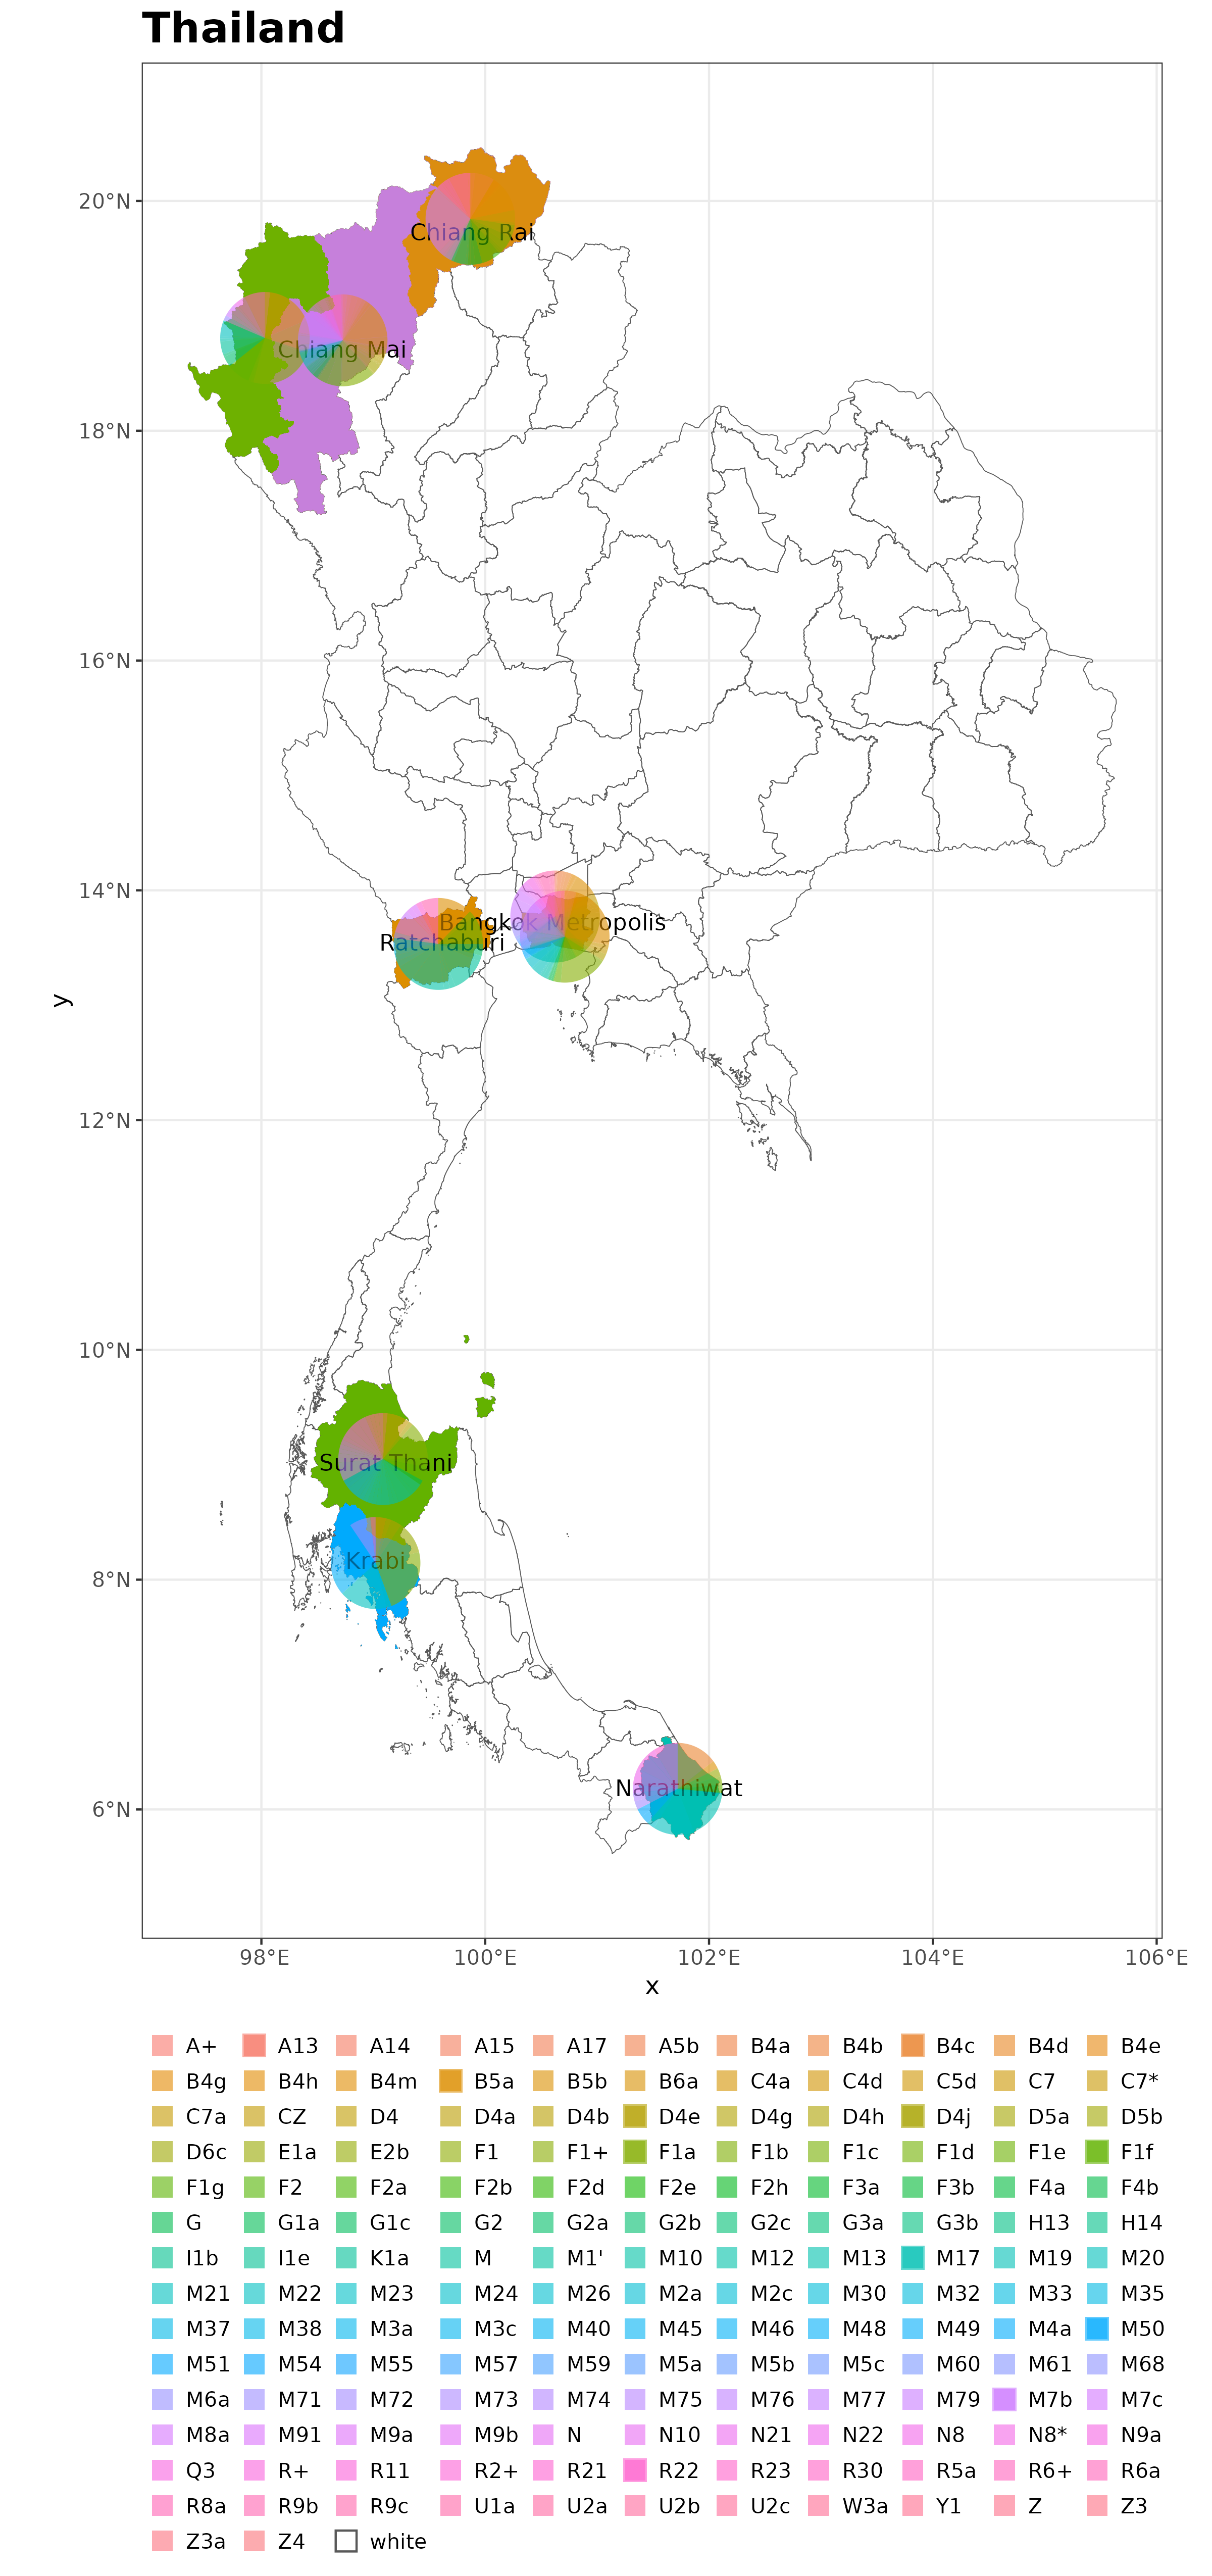 Thailand
20°N
18°N
16°N
14°N
12°N
10°N
8°N
6°N
y
Chiang Rai
Chiang Mai
Bangkok Metropolis
Ratchaburi
Surat Thani
Krabi
Narathiwat
98°E 100°E 102°E 104°E 106°E
x
A+ A13 A14 A15 A17 A5b B4a B4b B4c B4d B4e
B4g B4h B4m B5a B5b B6a C4a C4d C5d C7 C7*
C7a CZ D4 D4a D4b D4e D4g D4h D4j D5a D5b
D6c E1a E2b F1 F1+ F1a F1b F1c F1d F1e F1f
F1g F2 F2a F2b F2d F2e F2h F3a F3b F4a F4b
G G1a G1c G2 G2a G2b G2c G3a G3b H13 H14
I1b I1e K1a M M1' M10 M12 M13 M17 M19 M20
M21 M22 M23 M24 M26 M2a M2c M30 M32 M33 M35
M37 M38 M3a M3c M40 M45 M46 M48 M49 M4a M50
M51 M54 M55 M57 M59 M5a M5b M5c M60 M61 M68
M6a M71 M72 M73 M74 M75 M76 M77 M79 M7b M7c
M8a M91 M9a M9b N N10 N21 N22 N8 N8* N9a
Q3 R+ R11 R2+ R21 R22 R23 R30 R5a R6+ R6a
R8a R9b R9c U1a U2a U2b U2c W3a Y1 Z Z3
Z3a Z4 white